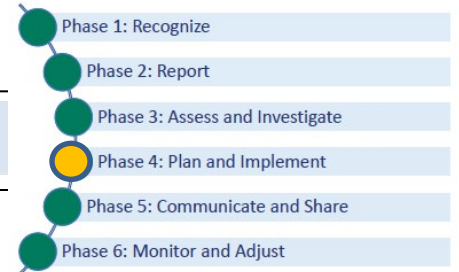 Phase 1: Recognize
Phase 2: Report
Phase 3: Assess and Investigate
Phase 4: Plan and Implement
Phase 5: Communicate and Share
Phase 6: Monitor and Adjust